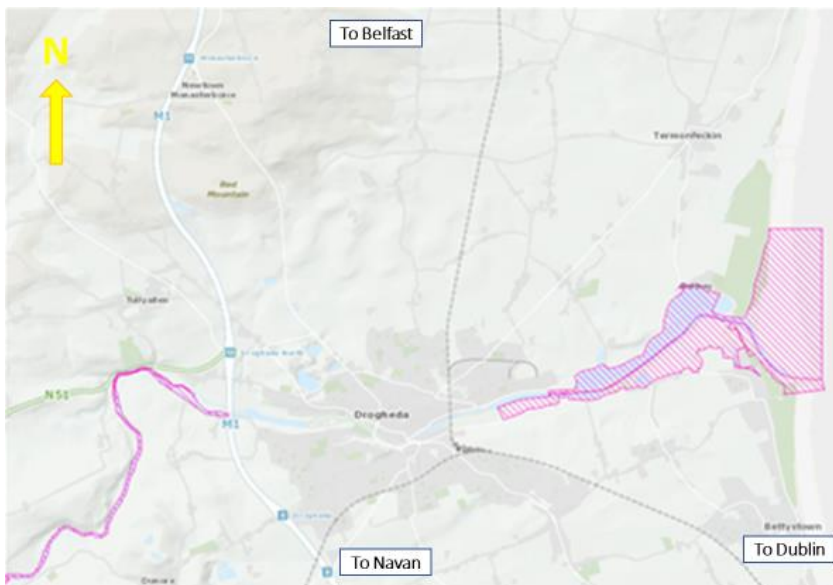 To Belfast
N
Newtown
Monasterboice
M1
Termonfeckin
Red
Mountain
Tullyallen
Drogheda North
N51
Drogheda
M1
Drogheda
Bettystown
To Dublin
To Navan